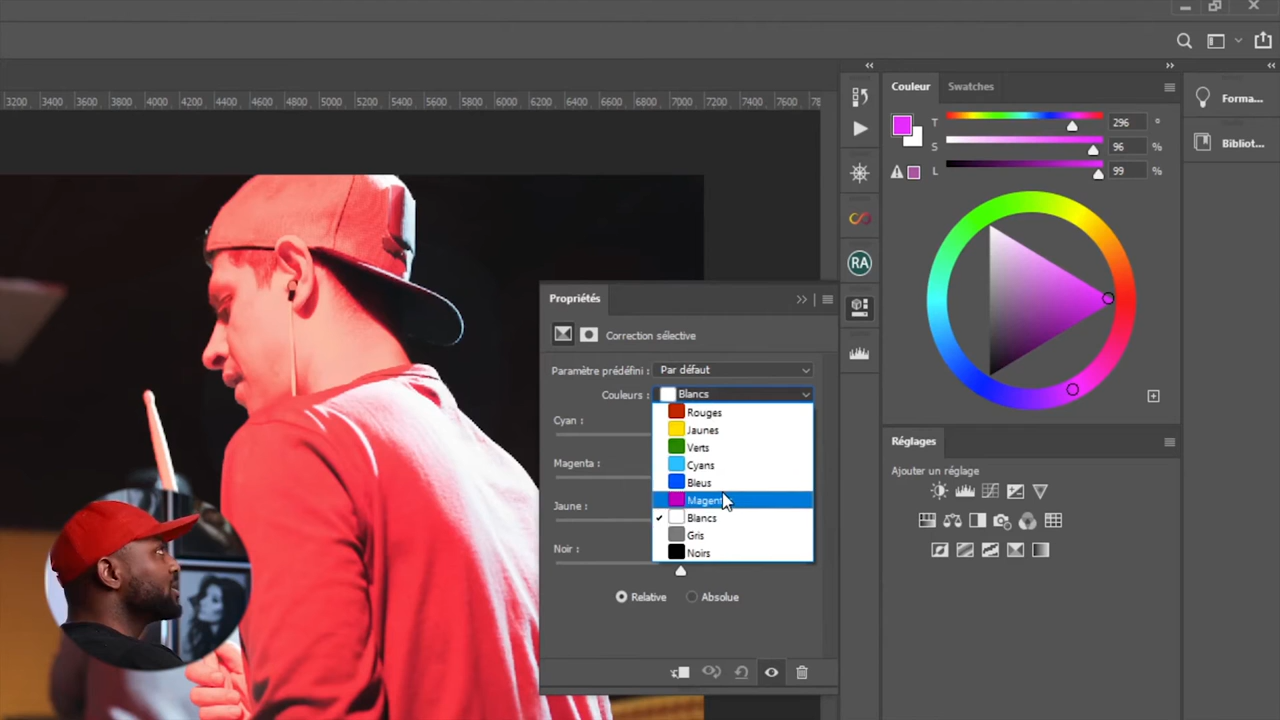 3200 3400 3600 3800 4000 4200 4400 4600 4800 5000 5200 5400 5600 5800 6000 6200 6400 6600 6800 7000 7200 7400 7600 78
Couleur Swatches
T 296 °
S 96 %
L 99 %
Forma...
Bibliot...
RA
Propriétés
Correction sélective
Paramètre prédéfini : Par défaut
Couleurs : Blancs
Rouges
Jaunes
Verts
Cyans
Bleus
Magent
Blancs
Gris
Noirs
Cyan :
Magenta :
Jaune :
Noir :
Relative Absolue
Réglages
Ajouter un réglage